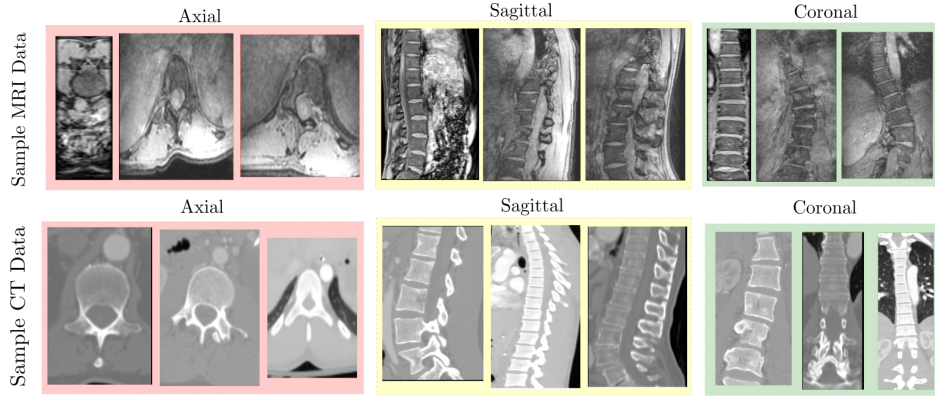 Axial
Sagittal
Coronal
Sample MRI Data
Axial
Sagittal
Coronal
Sample CT Data